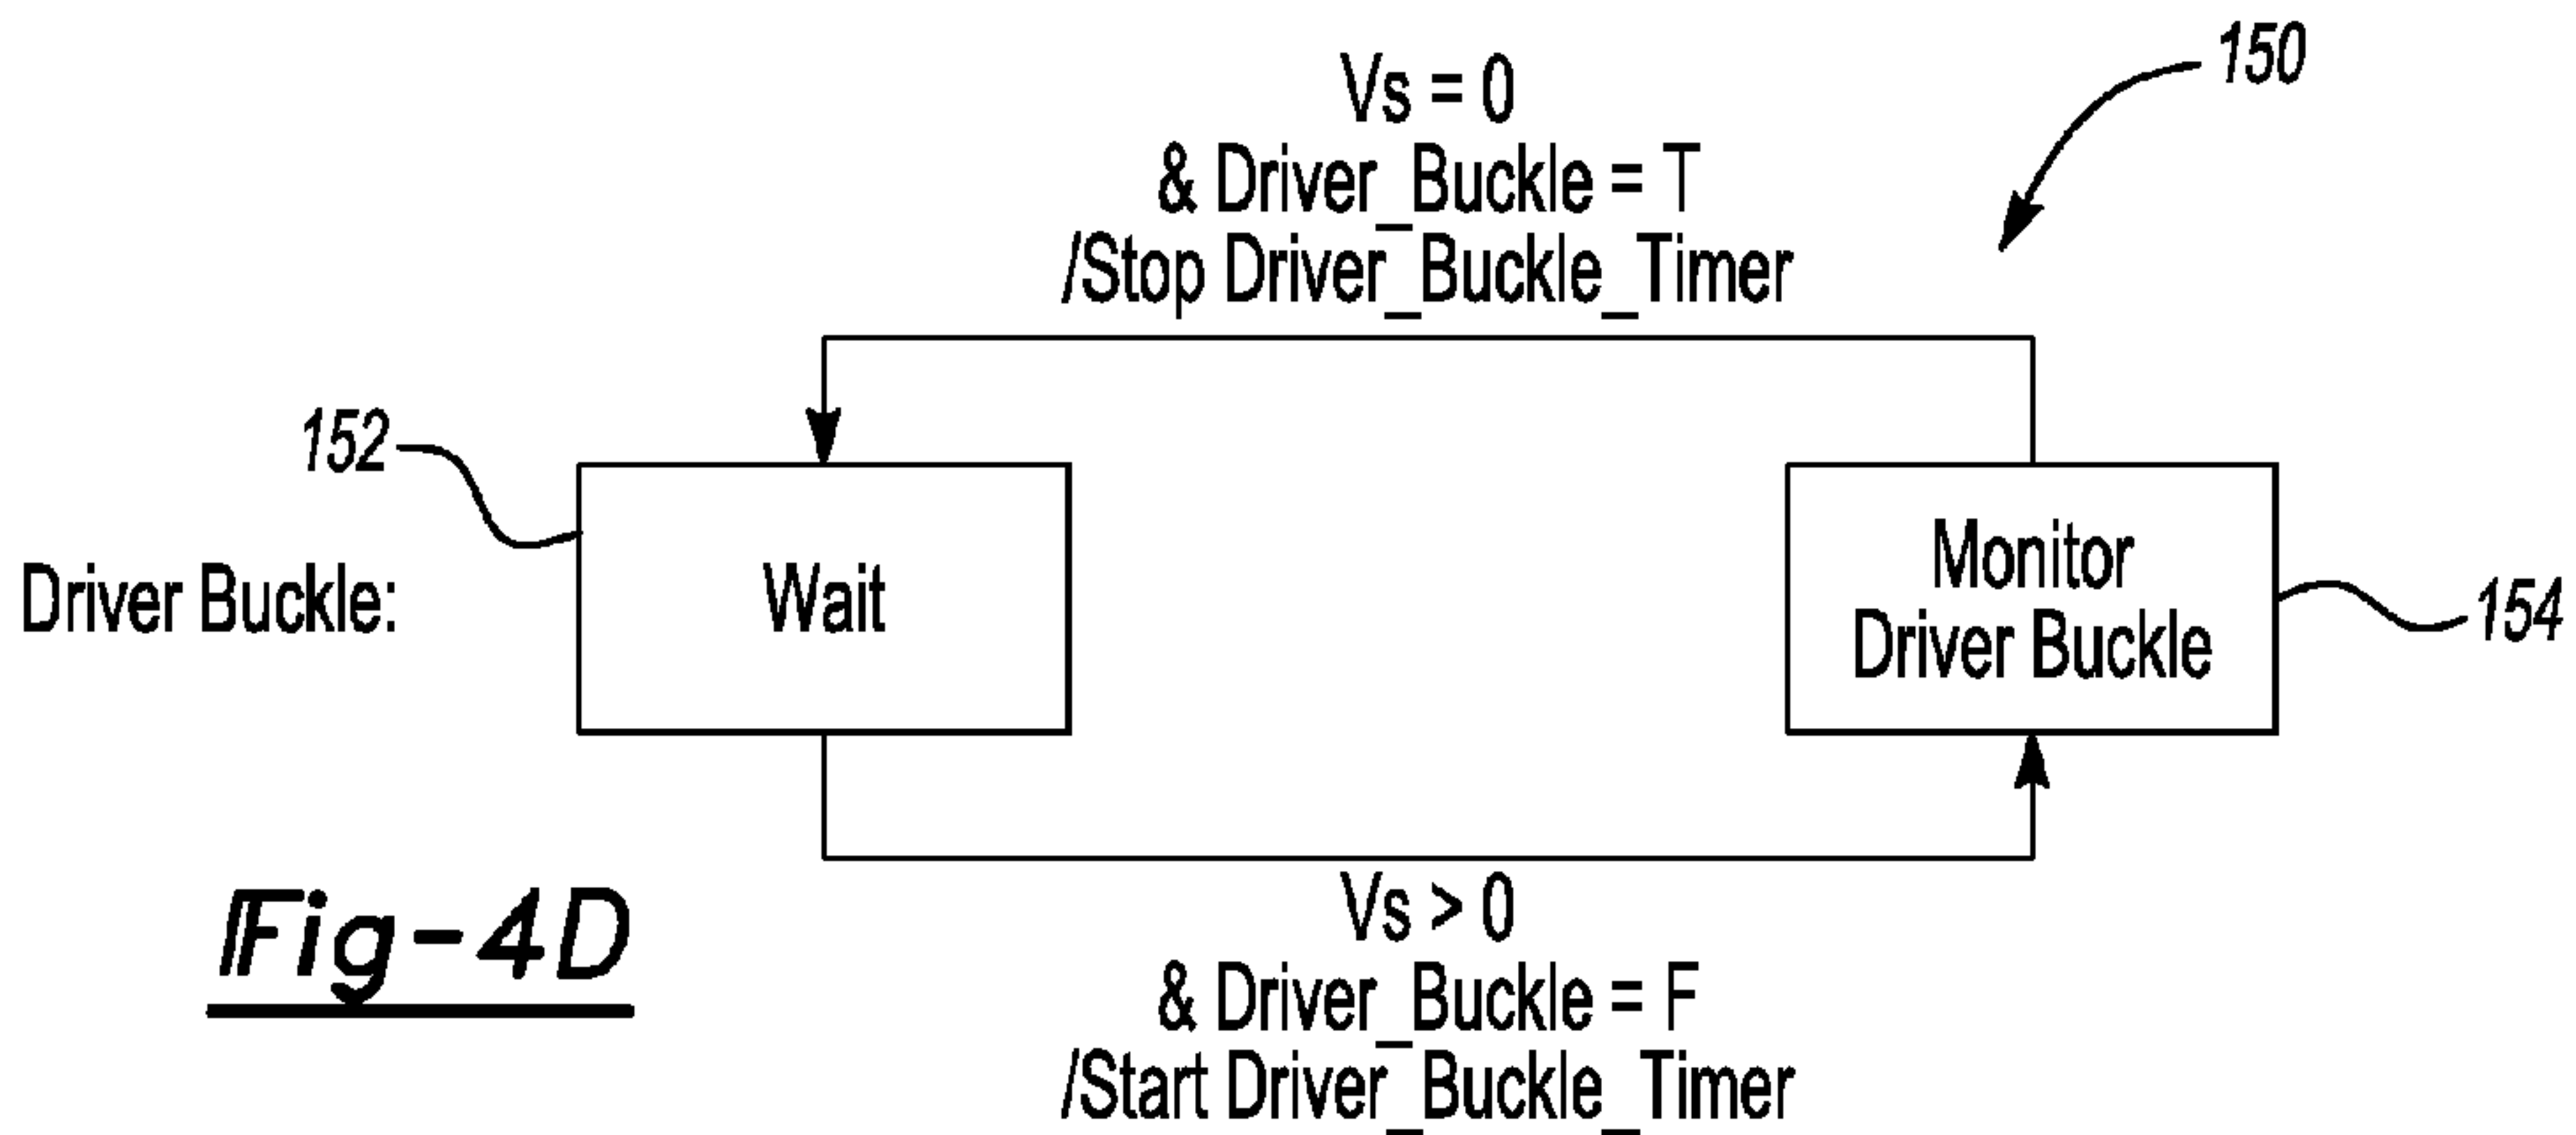 150
Vs = 0
& Driver_Buckle = T
/Stop Driver_Buckle_Timer
152
Driver Buckle:
Wait
Monitor
Driver Buckle
154
Vs > 0
& Driver_Buckle = F
/Start Driver_Buckle_Timer
Fig-4D